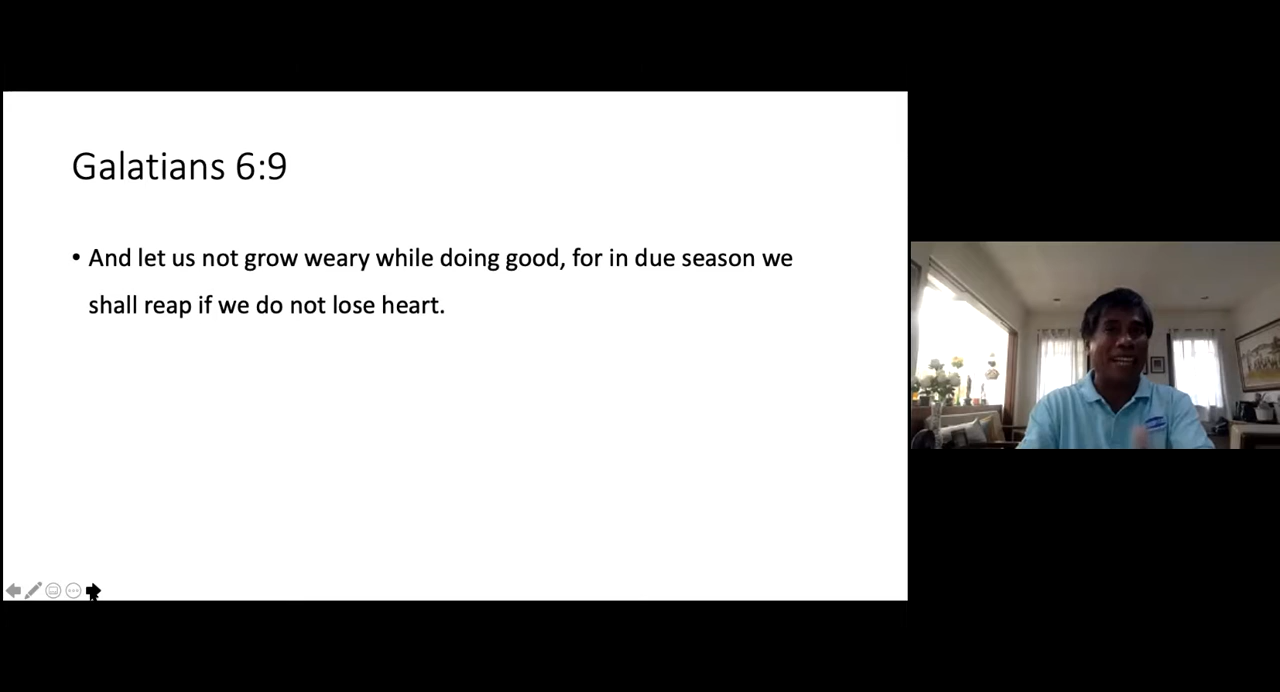 Galatians 6:9
• And let us not grow weary while doing good, for in due season we
shall reap if we do not lose heart.